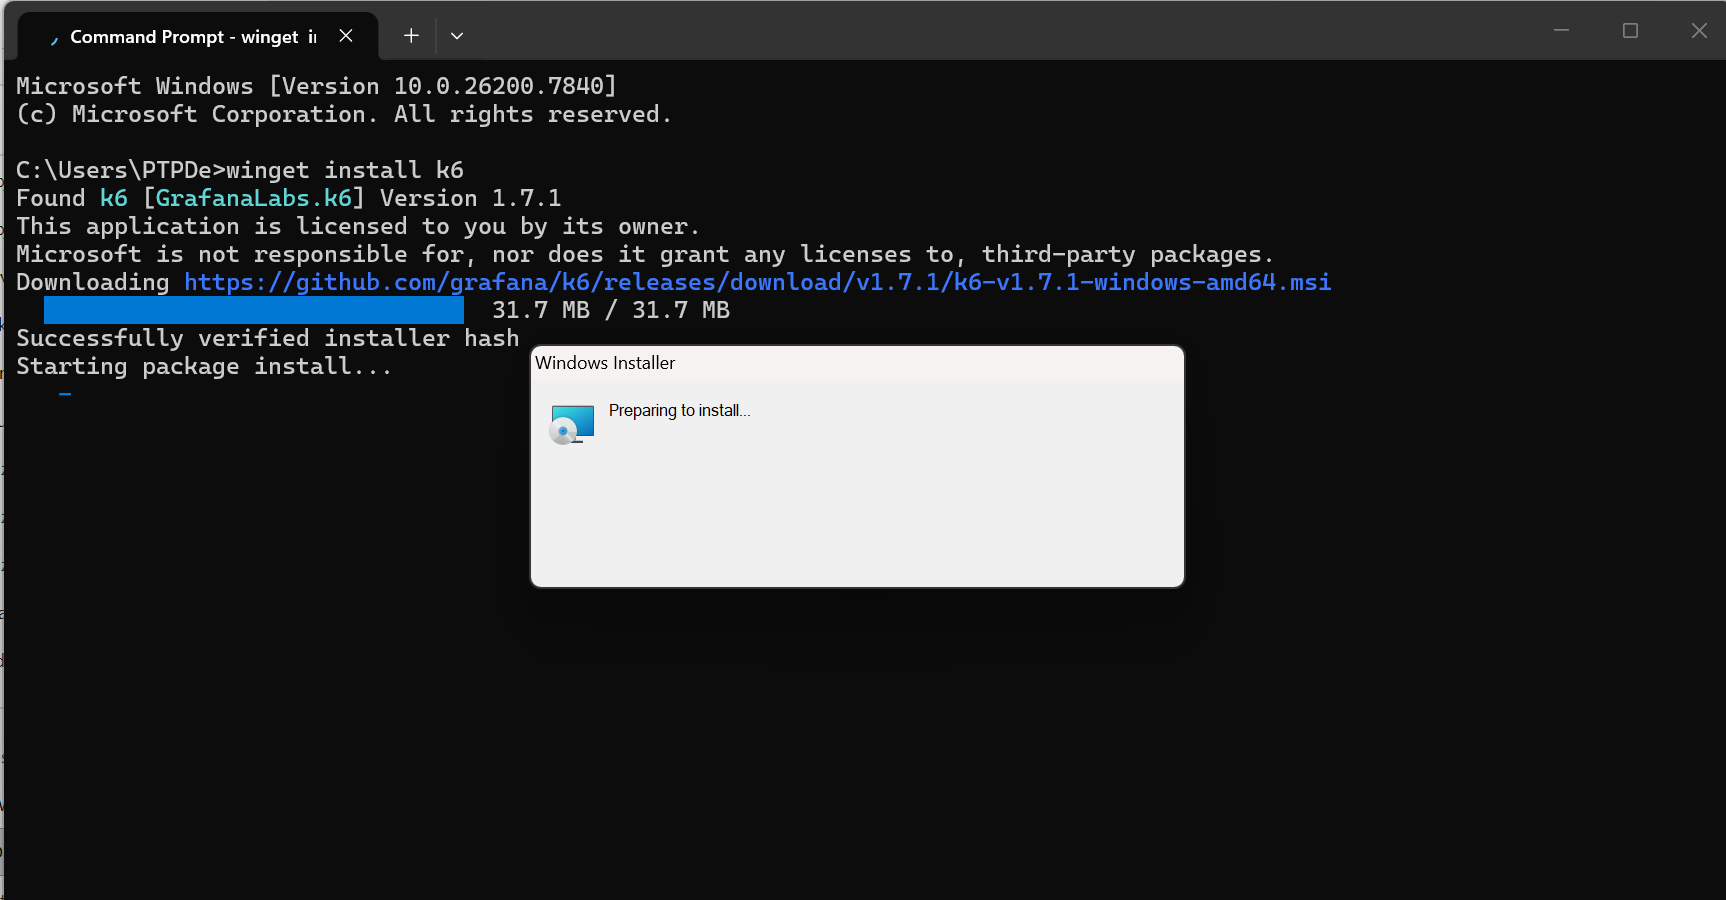 Command Prompt - winget
Microsoft Windows [Version 10.0.26200.7840]
(c) Microsoft Corporation. All rights reserved.
C:\Users\PTPDe>winget install k6
Found k6 [GrafanaLabs.k6] Version 1.7.1
This application is licensed to you by its owner.
Microsoft is not responsible for, nor does it grant any licenses to, third-party packages.
Downloading https://github.com/grafana/k6/releases/download/v1.7.1/k6-v1.7.1-windows-amd64.msi
31.7 MB / 31.7 MB
Successfully verified installer hash
Starting package install...
Windows Installer
Preparing to install...